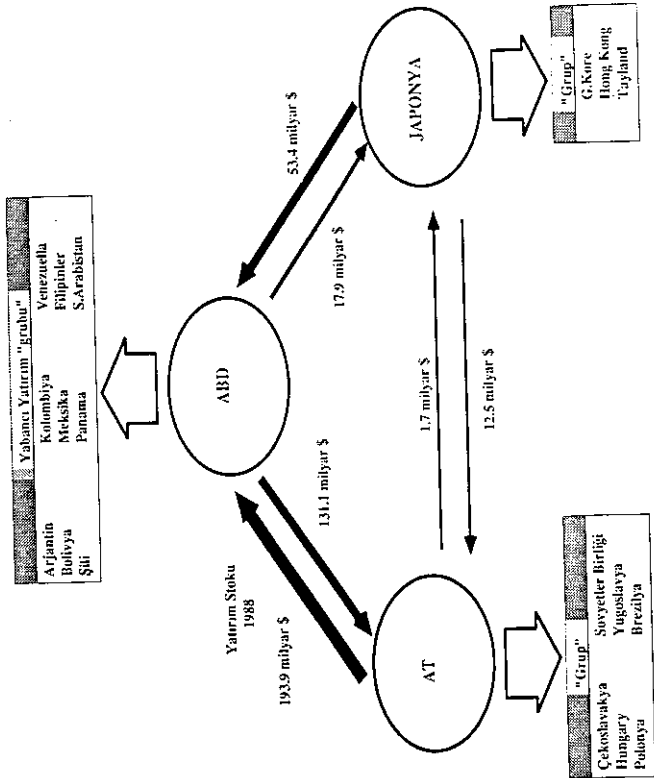 Yabancı Yatırım "grubu"
Arjantin Kolombiya Venezuella
Bolivya Meksika Filipinler
Şili Panama S.Arabistan
ABD
Yatırım Stoku
1988
193.9 milyar $
131.1 milyar $
53.4 milyar $
17.9 milyar $
AT
JAPONYA
1.7 milyar $
12.5 milyar $
"Grup"
Çekoslavakya Sovyetler Birliği
Hungary Yugoslavya
Polonya Brezilya
"Grup"
G.Kore
Hong Kong
Tayland